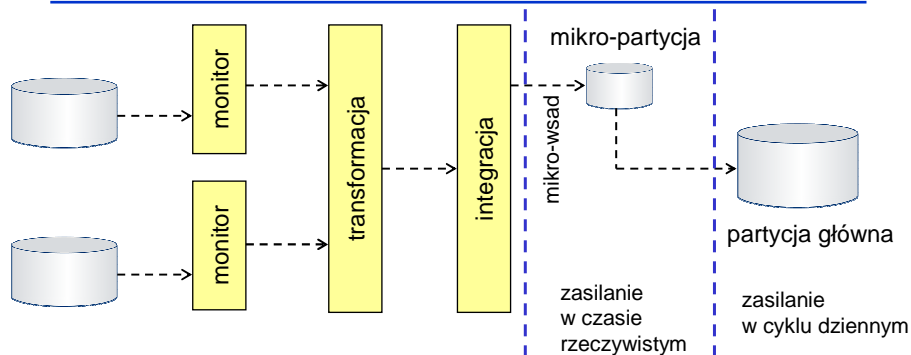 monitor
monitor
transformacja
integracja
mikro-wsad
mikro-partycja
partycja główna
zasilanie
w czasie
rzeczywistym
zasilanie
w cyklu dziennym